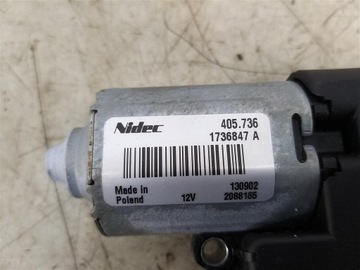 Nidec
405.736
1736847 A
Made in
Poland
12V
130902
2088185